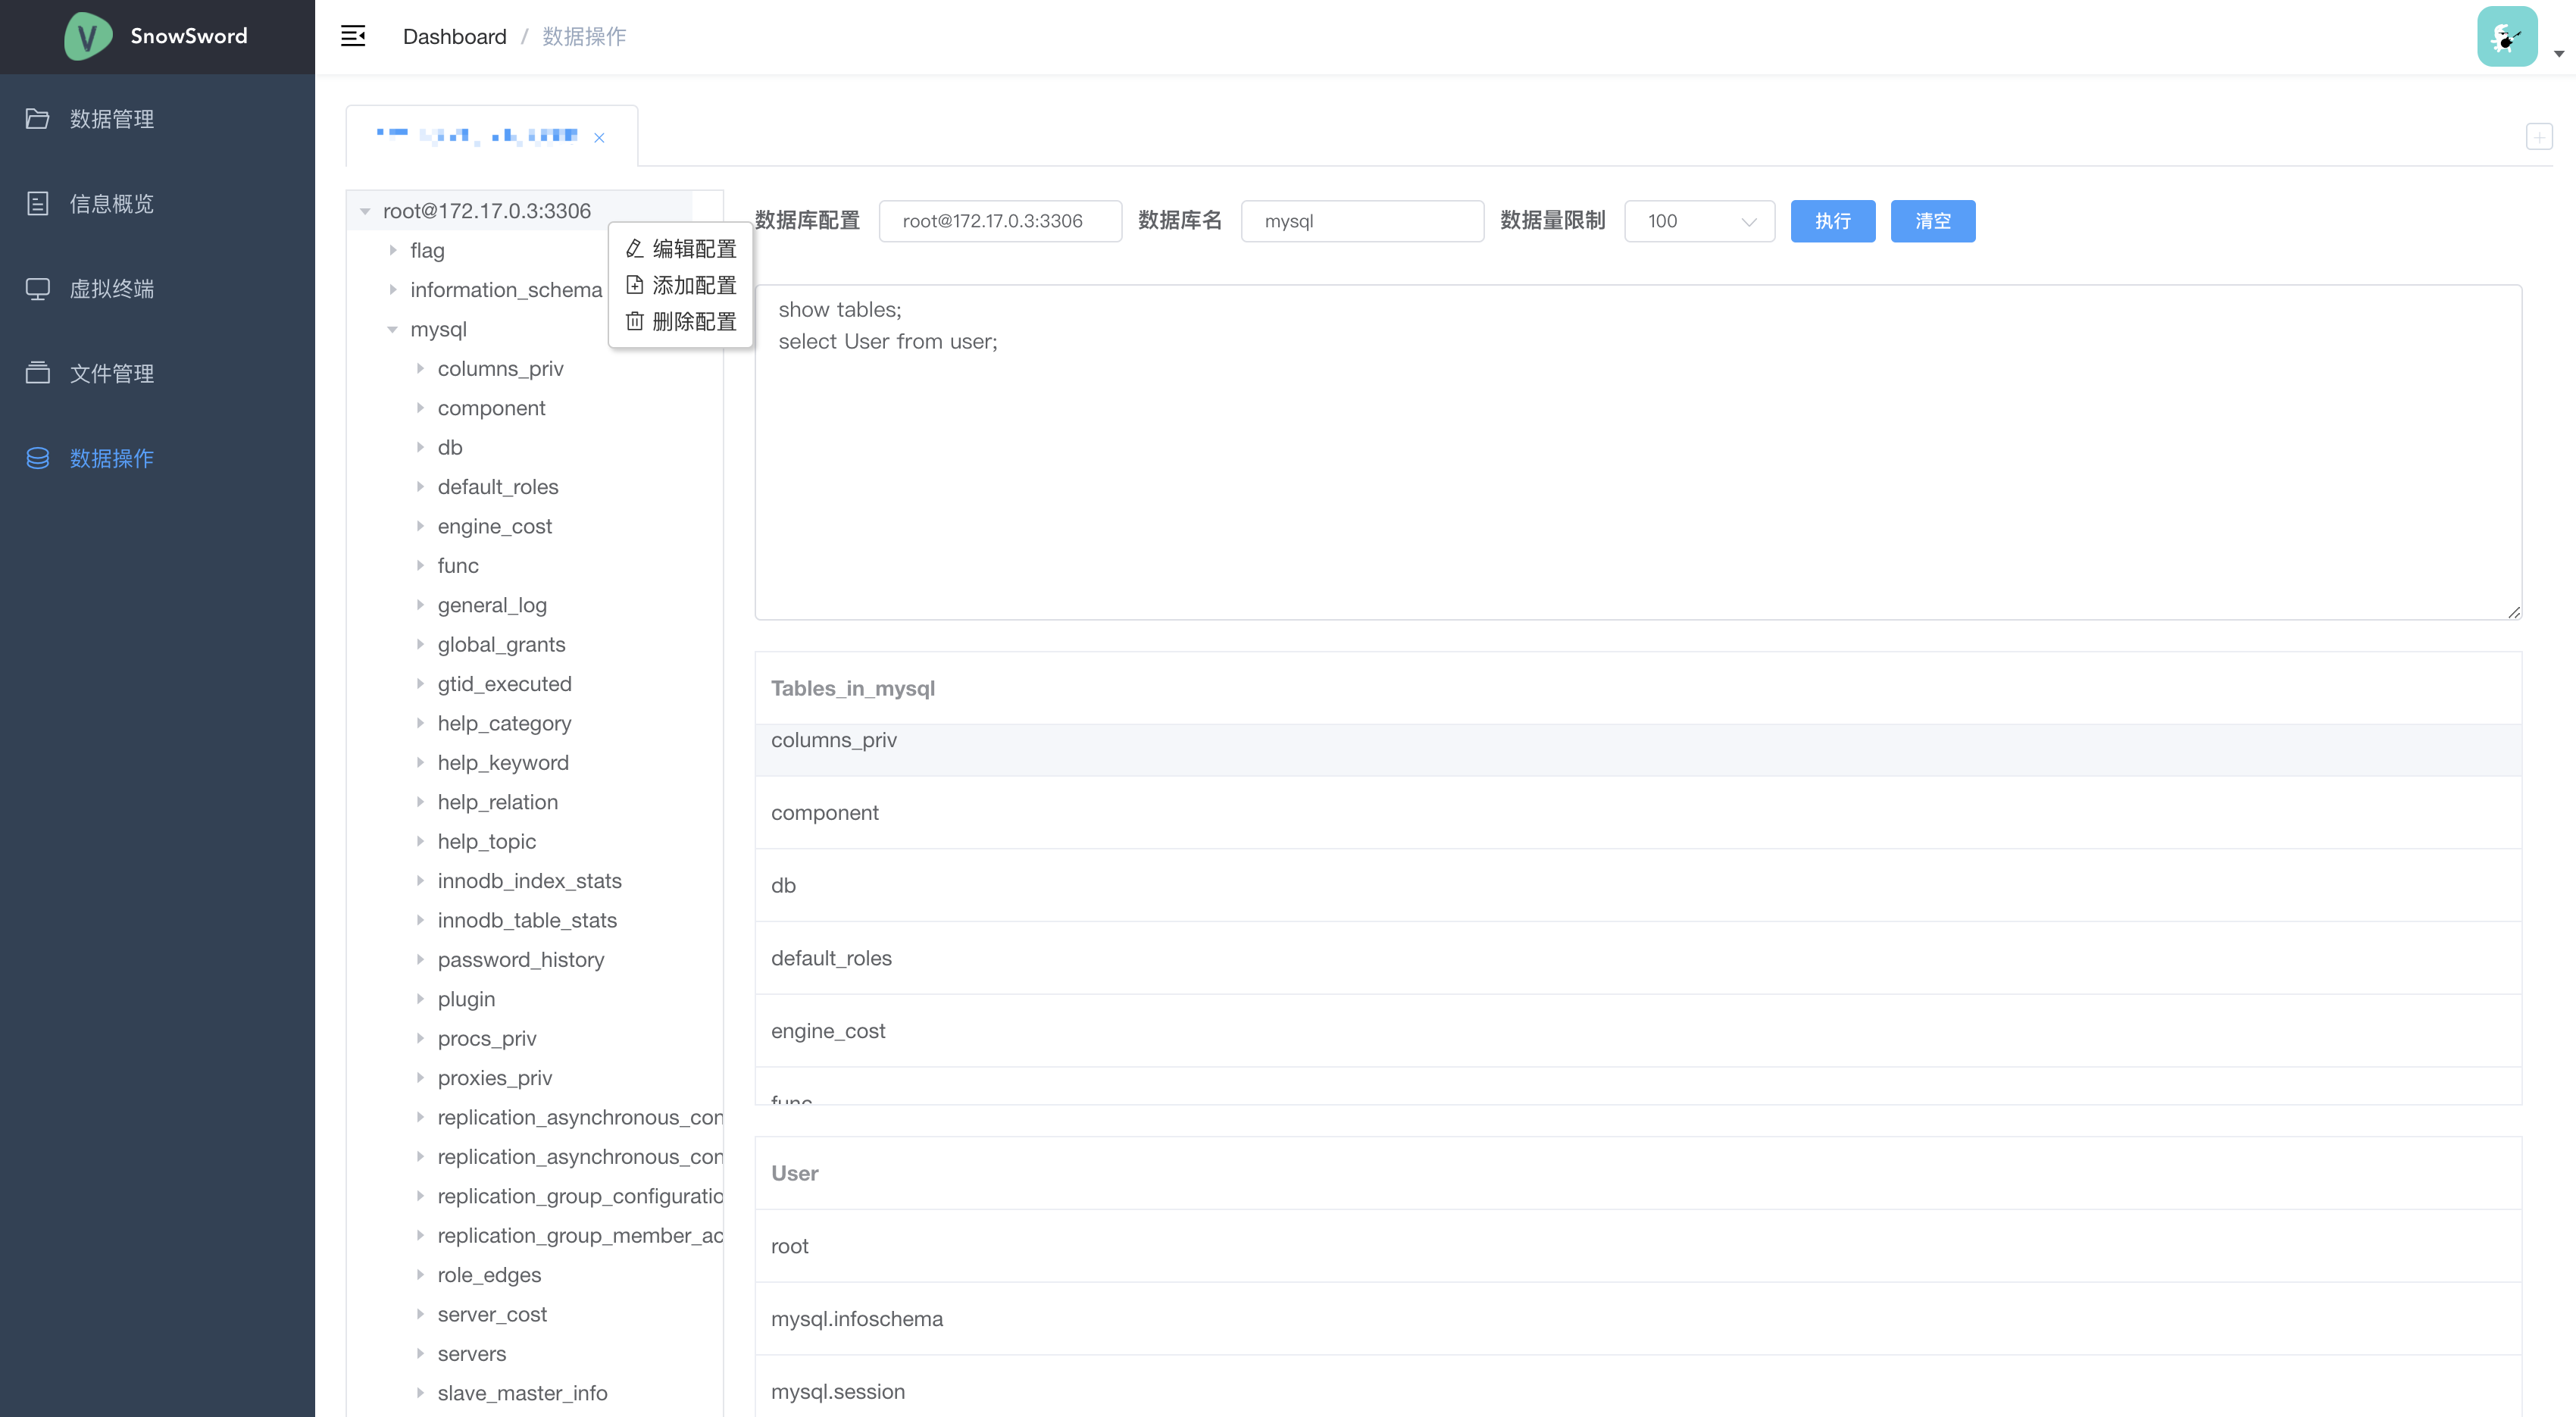 SnowSword
Dashboard / 数据操作
数据管理
信息概览
虚拟终端
文件管理
数据操作
root@172.17.0.3:3306
flag
information_schema
mysql
columns_priv
component
db
default_roles
engine_cost
func
general_log
global_grants
gtid_executed
help_category
help_keyword
help_relation
help_topic
innodb_index_stats
innodb_table_stats
password_history
plugin
procs_priv
proxies_priv
replication_asynchronous_con
replication_asynchronous_con
replication_group_configuratio
replication_group_member_ac
role_edges
server_cost
servers
slave_master_info
编辑配置
添加配置
删除配置
数据库配置 root@172.17.0.3:3306 数据库名 mysql 数据量限制 100 执行 清空
show tables;
select User from user;
Tables_in_mysql
columns_priv
component
db
default_roles
engine_cost
func
User
root
mysql.infoschema
mysql.session